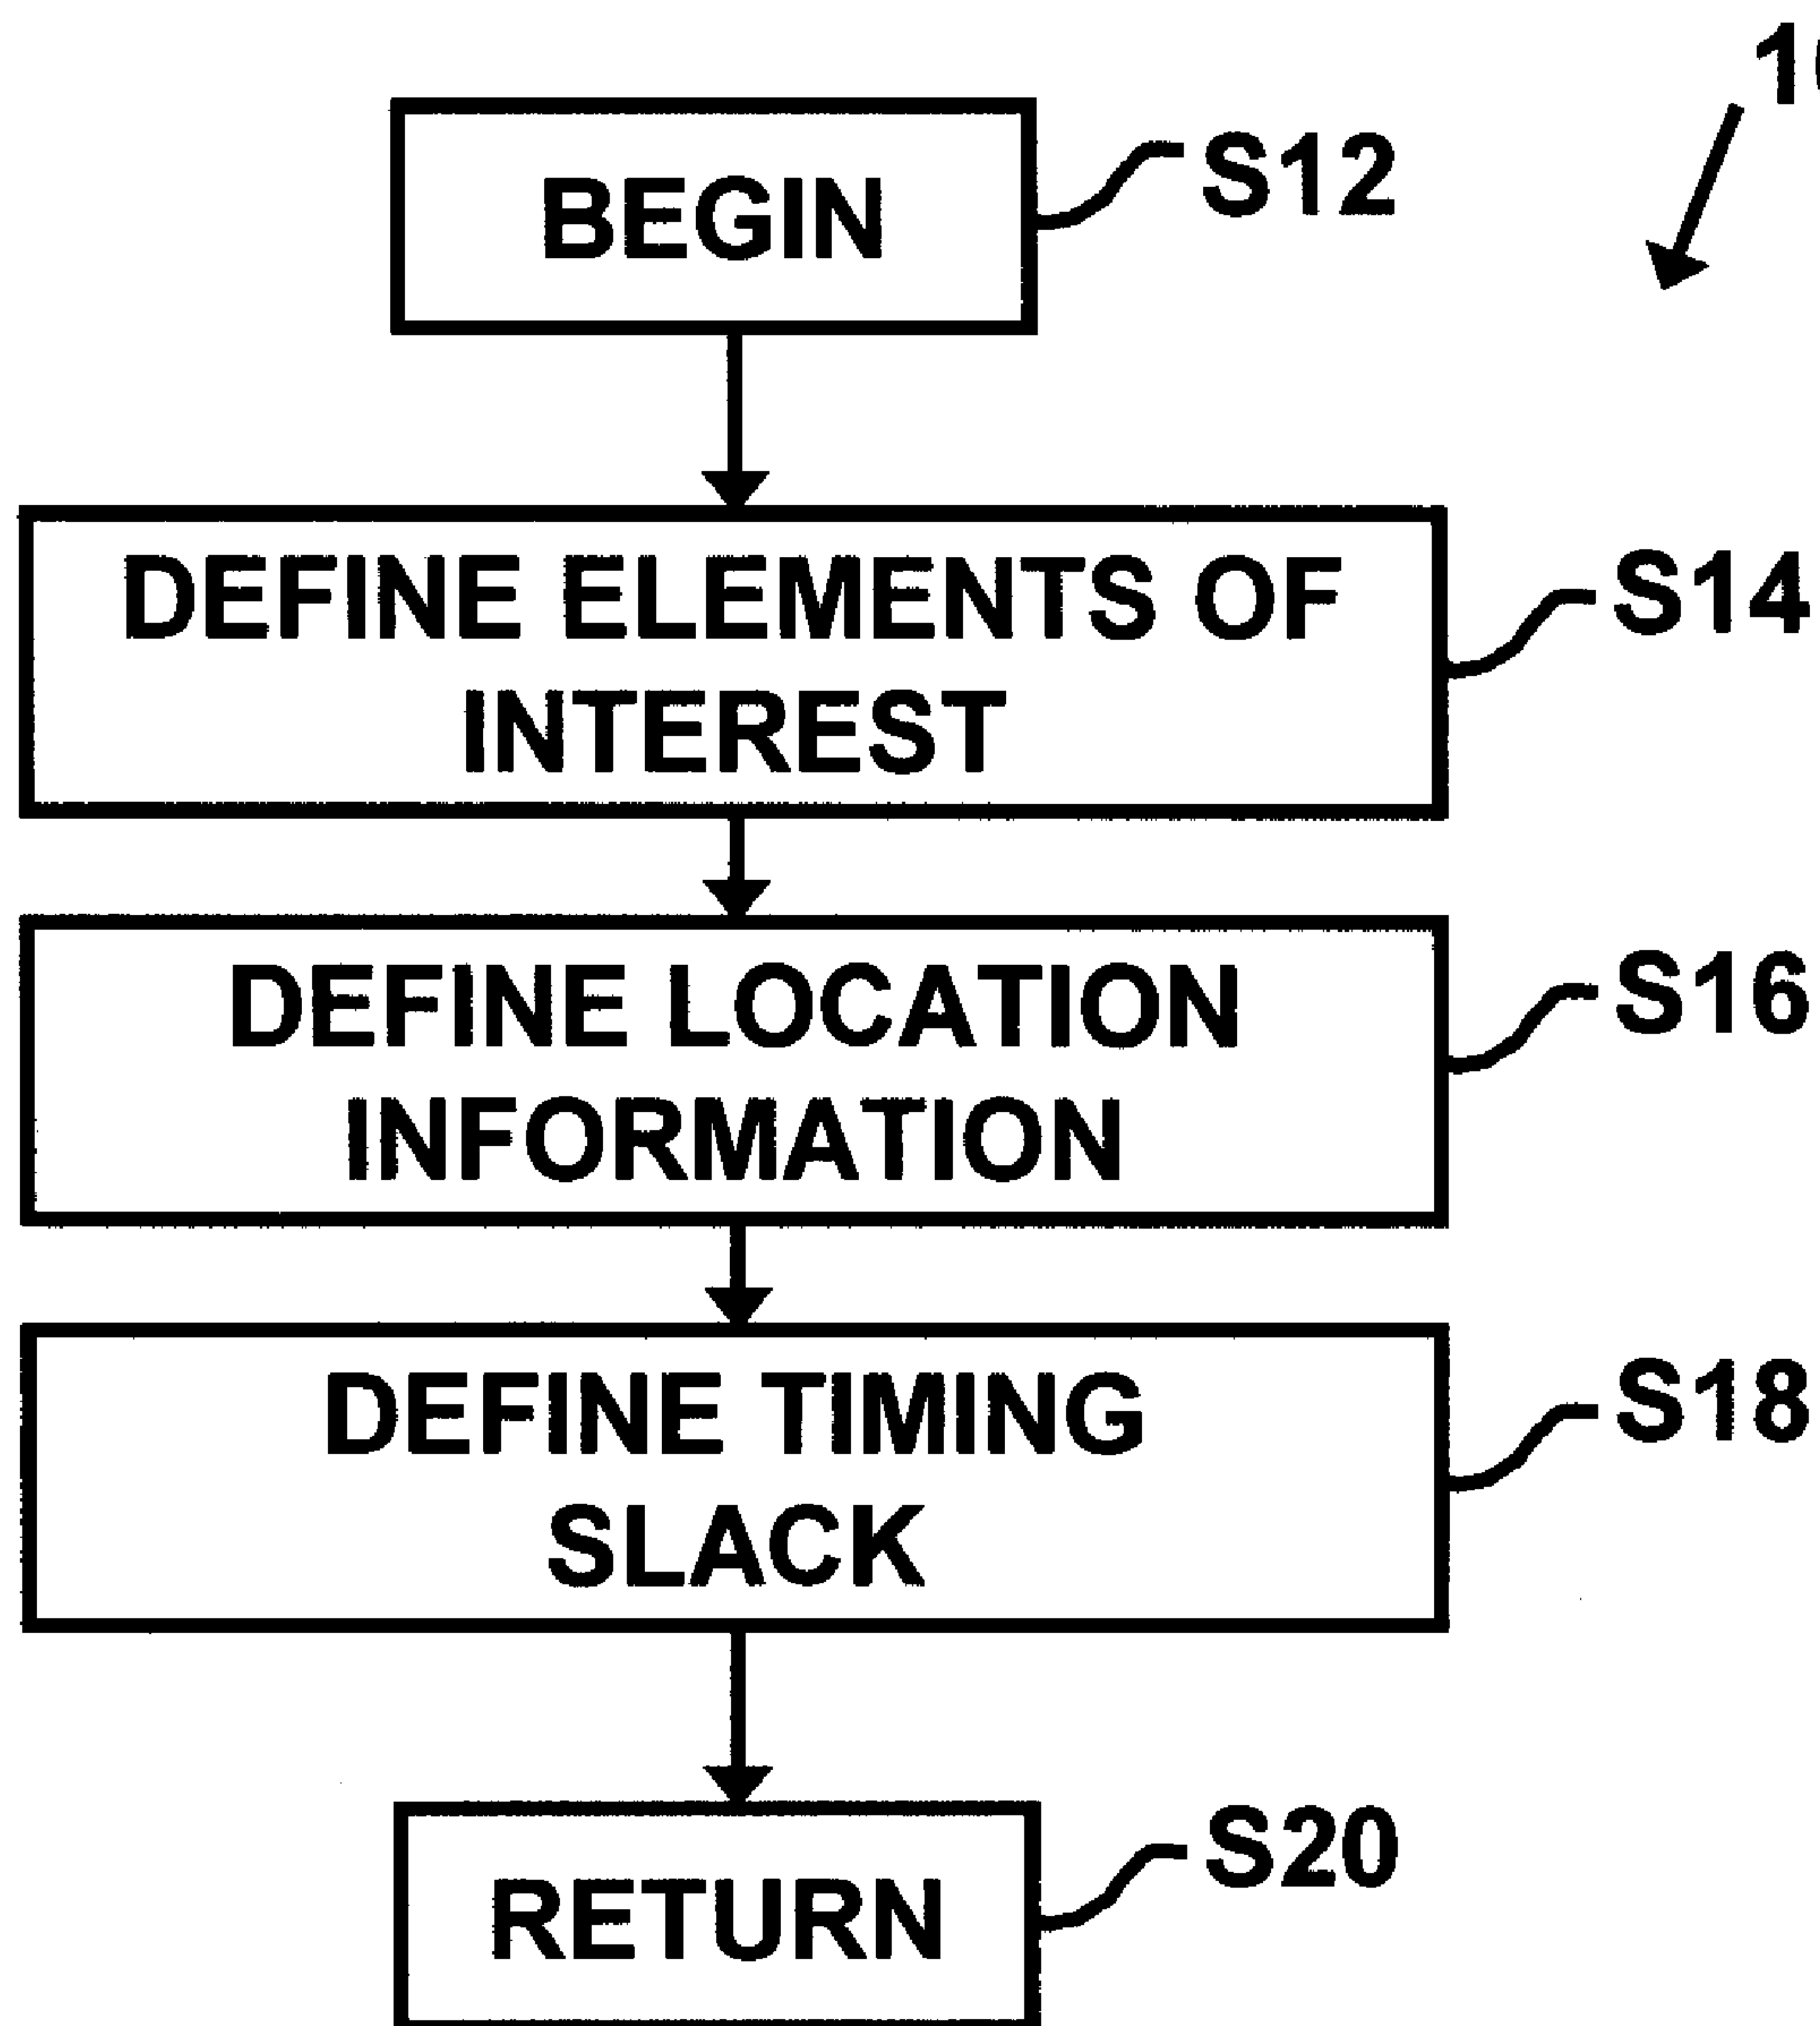 BEGIN
S12
DEFINE ELEMENTS OF
INTEREST
S14
DEFINE LOCATION
INFORMATION
S16
DEFINE TIMING
SLACK
S18
RETURN
S20